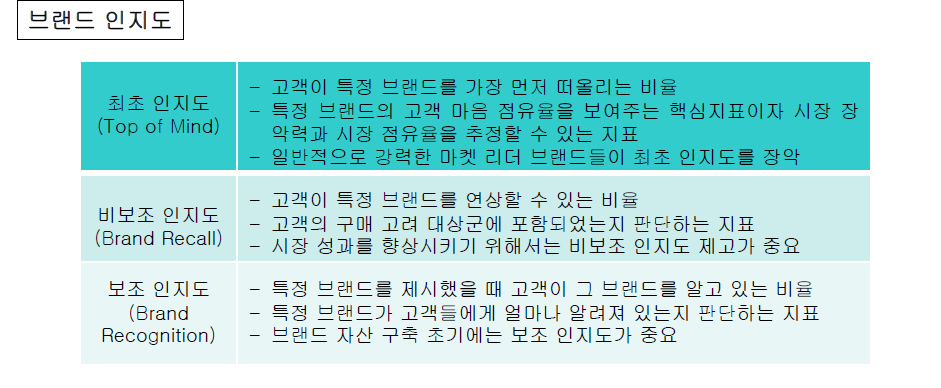 브랜드 인지도
최초 인지도
(Top of Mind)
– 고객이 특정 브랜드를 가장 먼저 떠올리는 비율
– 특정 브랜드의 고객 마음 점유율을 보여주는 핵심지표이자 시장 장
악력과 시장 점유율을 추정할 수 있는 지표
– 일반적으로 강력한 마켓 리더 브랜드들이 최초 인지도를 장악
비보조 인지도
(Brand Recall)
– 고객이 특정 브랜드를 연상할 수 있는 비율
– 고객의 구매 고려 대상군에 포함되었는지 판단하는 지표
– 시장 성과를 향상시키기 위해서는 비보조 인지도 제고가 중요
보조 인지도
(Brand
Recognition)
– 특정 브랜드를 제시했을 때 고객이 그 브랜드를 알고 있는 비율
– 특정 브랜드가 고객들에게 얼마나 알려져 있는지 판단하는 지표
– 브랜드 자산 구축 초기에는 보조 인지도가 중요